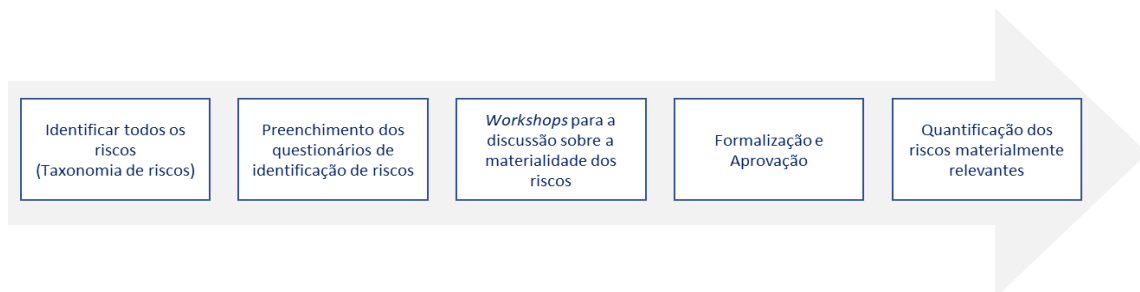 Identificar todos os
riscos
(Taxonomia de riscos)
Preenchimento dos
questionários de
identificação de riscos
Workshops para a
discussão sobre a
materialidade dos
riscos
Formalização e
Aprovação
Quantificação dos
riscos materialmente
relevantes